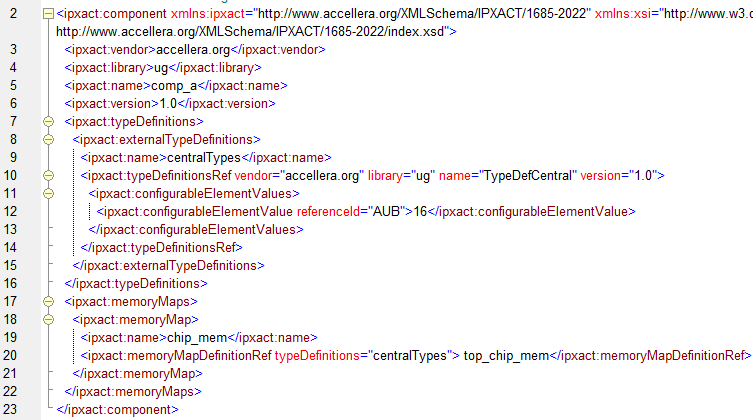 2 <ipxact:component xmlns:ipxact="http://www.accellera.org/XMLSchema/IPXACT/1685-2022" xmlns:xsi="http://www.w3.
http://www.accellera.org/XMLSchema/IPXACT/1685-2022/index.xsd">
3 <ipxact:vendor>accellera.org</ipxact:vendor>
4 <ipxact:library>ug</ipxact:library>
5 <ipxact:name>comp_a</ipxact:name>
6 <ipxact:version>1.0</ipxact:version>
7 <ipxact:typeDefinitions>
8 <ipxact:externalTypeDefinitions>
9 <ipxact:name>centralTypes</ipxact:name>
10 <ipxact:typeDefinitionsRef vendor="accellera.org" library="ug" name="TypeDefCentral" version="1.0">
11 <ipxact:configurableElementValues>
12 <ipxact:configurableElementValue referenceId="AUB">16</ipxact:configurableElementValue>
13 </ipxact:configurableElementValues>
14 </ipxact:typeDefinitionsRef>
15 </ipxact:externalTypeDefinitions>
16 </ipxact:typeDefinitions>
17 <ipxact:memoryMaps>
18 <ipxact:memoryMap>
19 <ipxact:name>chip_mem</ipxact:name>
20 <ipxact:memoryMapDefinitionRef typeDefinitions="centralTypes"> top_chip_mem</ipxact:memoryMapDefinitionRef>
21 </ipxact:memoryMap>
22 </ipxact:memoryMaps>
23 </ipxact:component>